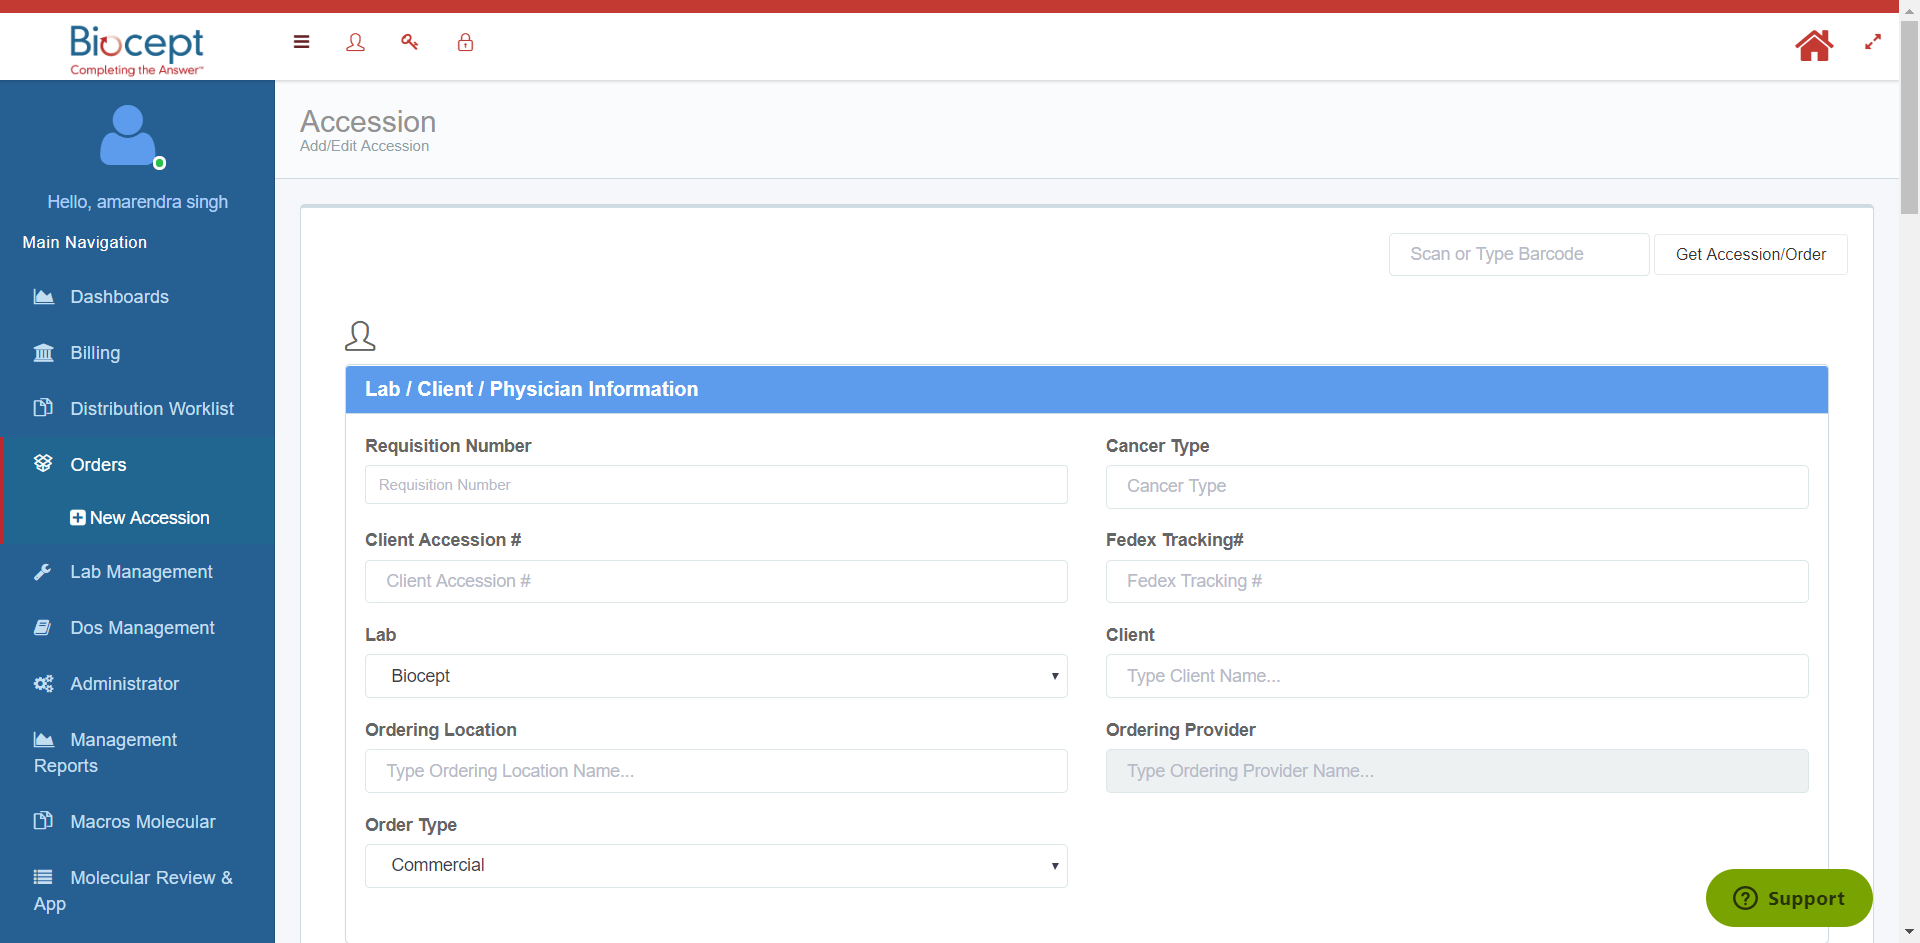 Biocept
Completing the Answer™
Hello, amarendra singh
Main Navigation
Dashboards
Billing
Distribution Worklist
Orders
New Accession
Lab Management
Dos Management
Administrator
Management
Reports
Macros Molecular
Molecular Review &
App
Accession
Add/Edit Accession
Scan or Type Barcode
Get Accession/Order
Lab / Client / Physician Information
Requisition Number
Requisition Number
Cancer Type
Cancer Type
Client Accession #
Client Accession #
Fedex Tracking#
Fedex Tracking #
Lab
Biocept
Client
Type Client Name...
Ordering Location
Type Ordering Location Name...
Ordering Provider
Type Ordering Provider Name...
Order Type
Commercial
Support